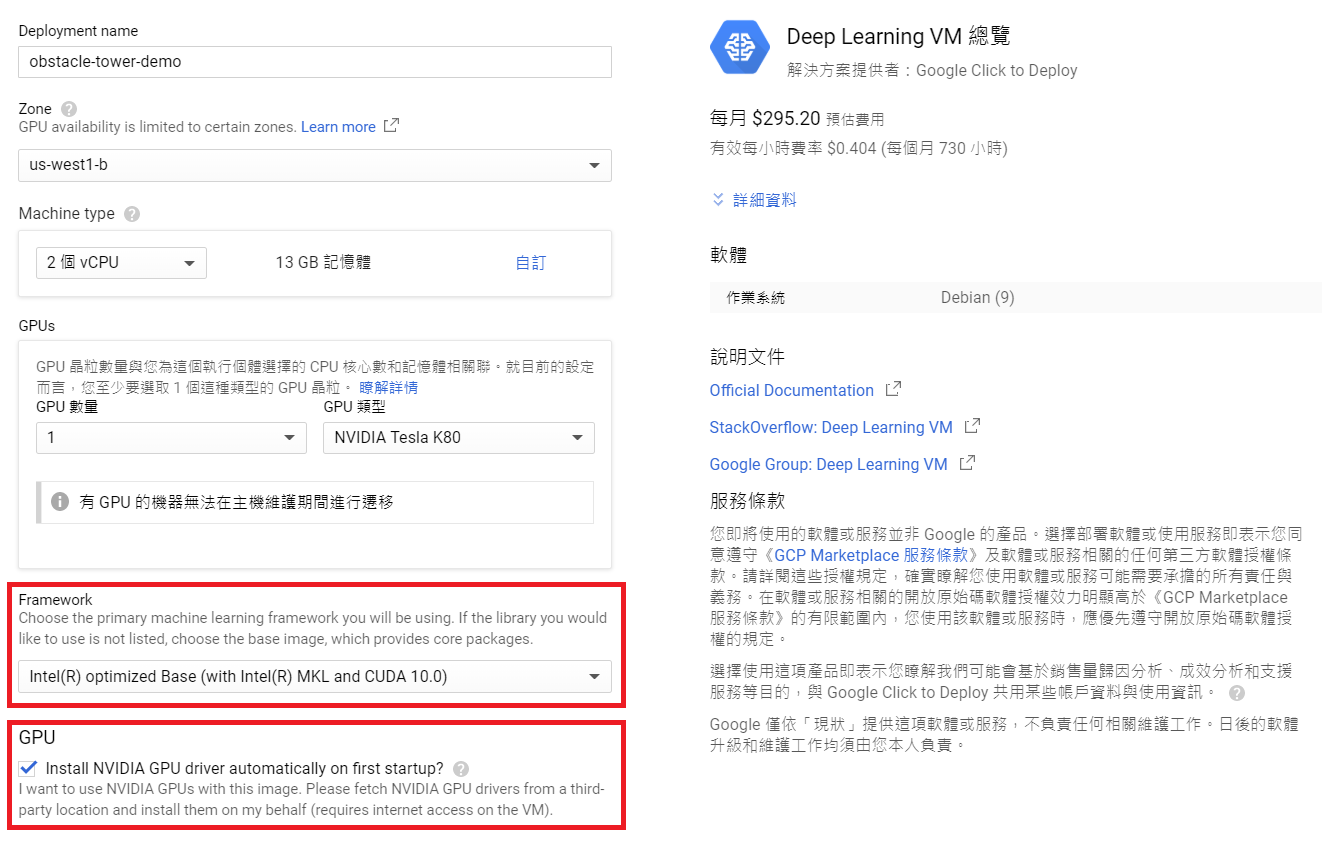 Deployment name
obstacle-tower-demo
Zone
GPU availability is limited to certain zones. Learn more
us-west1-b
Machine type
2 個 vCPU
13 GB 記憶體
自訂
GPUs
GPU 晶粒數量與您為這個執行個體選擇的 CPU 核心數和記憶體相關聯。就目前的設定
而言，您至少要選取 1 個這種類型的 GPU 晶粒。 瞭解詳情
GPU 數量
GPU 類型
1
NVIDIA Tesla K80
有 GPU 的機器無法在主機維護期間進行遷移
Framework
Choose the primary machine learning framework you will be using. If the library you would
like to use is not listed, choose the base image, which provides core packages.
Intel(R) optimized Base (with Intel(R) MKL and CUDA 10.0)
GPU
Install NVIDIA GPU driver automatically on first startup?
I want to use NVIDIA GPUs with this image. Please fetch NVIDIA GPU drivers from a third-
party location and install them on my behalf (requires internet access on the VM).
Deep Learning VM 總覽
解決方案提供者：Google Click to Deploy
每月 $295.20 預估費用
有效每小時費率 $0.404 (每個月 730 小時)
詳細資料
軟體
作業系統
Debian (9)
說明文件
Official Documentation
StackOverflow: Deep Learning VM
Google Group: Deep Learning VM
服務條款
您即將使用的軟體或服務並非 Google 的產品。選擇部署軟體或使用服務即表示您同
意遵守《GCP Marketplace 服務條款》及軟體或服務相關的任何第三方軟體授權條
款。請詳閱這些授權規定，確實瞭解您使用軟體或服務可能需要承擔的所有責任與
義務。在軟體或服務相關的開放原始碼軟體授權效力明顯高於《GCP Marketplace
服務條款》的有限範圍內，您使用該軟體或服務時，應優先遵守開放原始碼軟體授
權的規定。
選擇使用這項產品即表示您瞭解我們可能會基於銷售量歸因分析、成效分析和支援
服務等目的，與 Google Click to Deploy 共用某些帳戶資料與使用資訊。
Google 僅依「現狀」提供這項軟體或服務，不負責任何相關維護工作。日後的軟體
升級和維護工作均須由您本人負責。